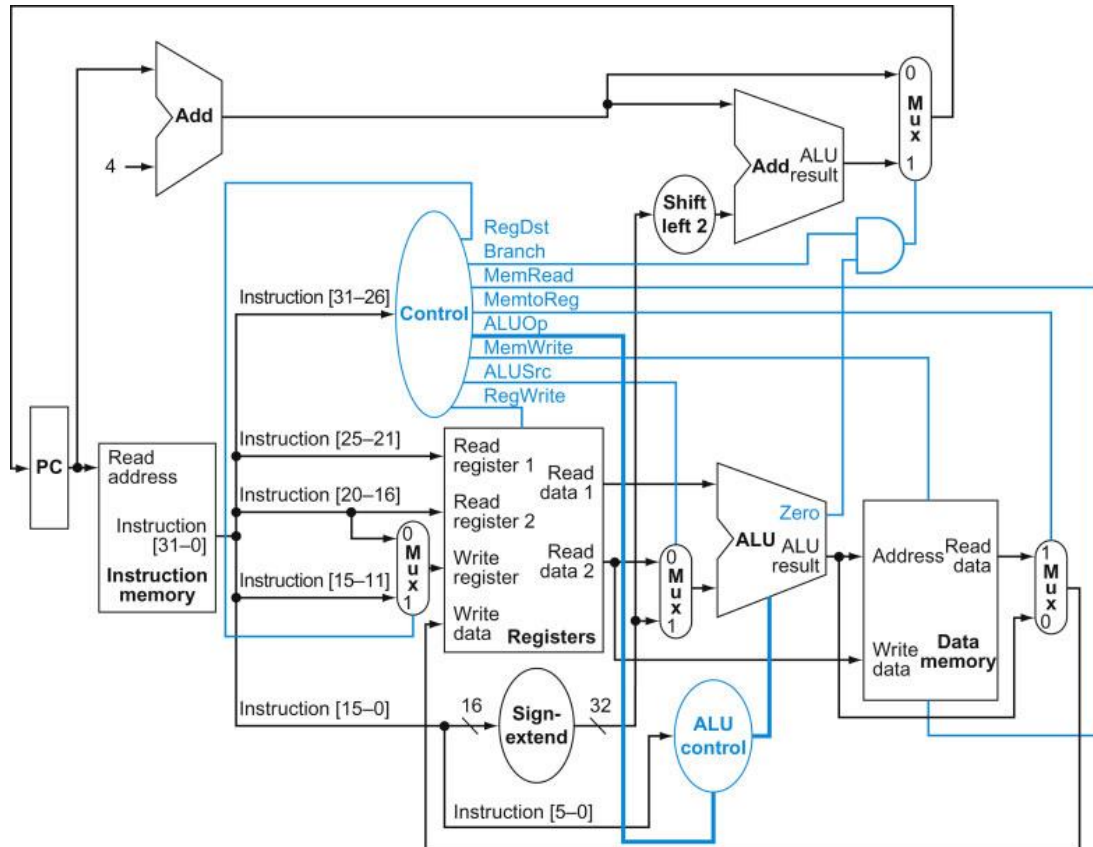 0
M
u
x
1
Add
4
Add
ALU
result
Shift
left 2
RegDst
Branch
MemRead
MemtoReg
ALUOp
MemWrite
ALUSrc
RegWrite
Control
Instruction [31–26]
PC
Read
address
Instruction
[31–0]
Instruction
memory
Instruction [25–21]
Instruction [20–16]
Instruction [15–11]
0
M
u
x
1
Read
register 1
Read
register 2
Write
register
Write
data
Read
data 1
Read
data 2
Registers
0
M
u
x
1
Zero
ALU
ALU
result
Address
Read
data
Write
data
Data
memory
1
M
u
x
0
Instruction [15–0]
16
Sign-
extend
32
ALU
control
Instruction [5–0]